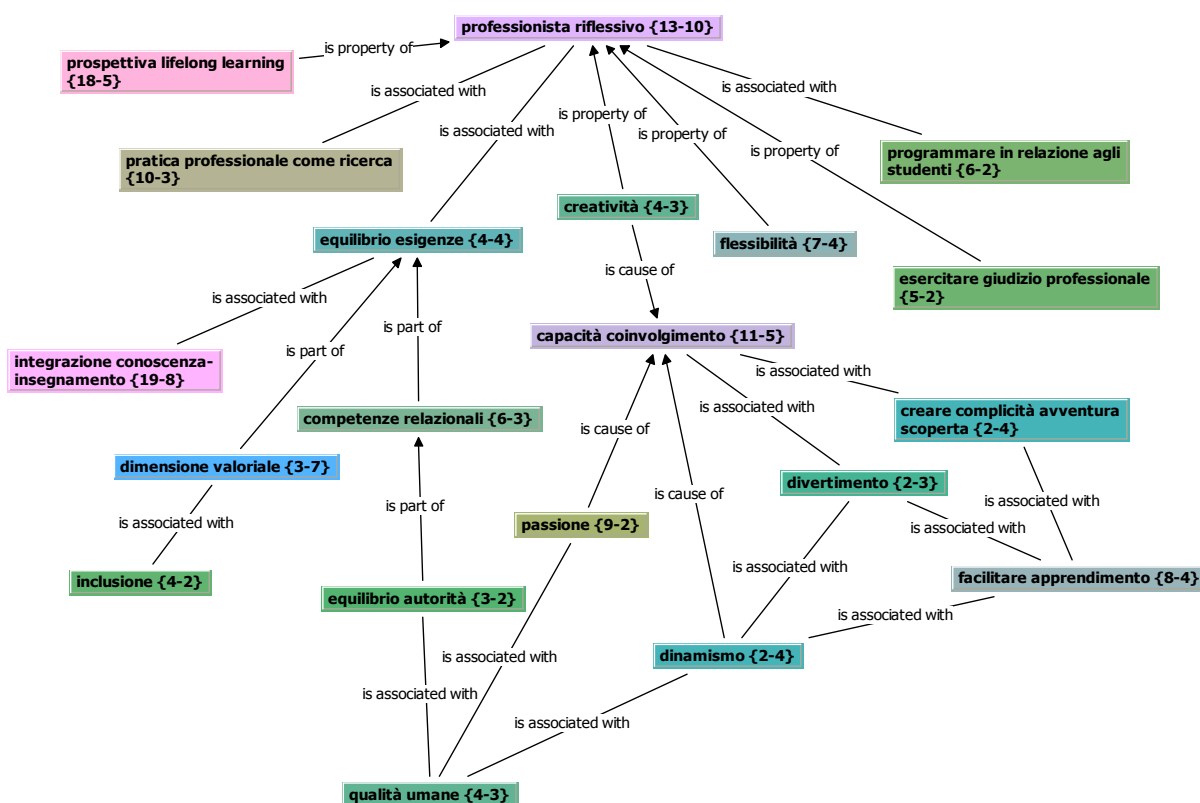 professionista riflessivo {13-10}
is property of
prospettiva lifelong learning
{18-5}
is associated with
is associated with
is associated with
is property of
is property of
is property of
pratica professionale come ricerca
{10-3}
programmare in relazione agli
studenti {6-2}
creatività {4-3}
equilibrio esigenze {4-4}
flessibilità {7-4}
is cause of
esercitare giudizio professionale
{5-2}
is associated with
is part of
is part of
capacità coinvolgimento {11-5}
integrazione conoscenza-
insegnamento {19-8}
is associated with
is associated with
competenze relazionali {6-3}
creare complicità avventura
scoperta {2-4}
is cause of
dimensione valoriale {3-7}
divertimento {2-3}
is cause of
is part of
is associated with
passione {9-2}
is associated with
is associated with
inclusione {4-2}
is associated with
facilitare apprendimento {8-4}
equilibrio autorità {3-2}
is associated with
dinamismo {2-4}
is associated with
is associated with
is associated with
qualità umane {4-3}